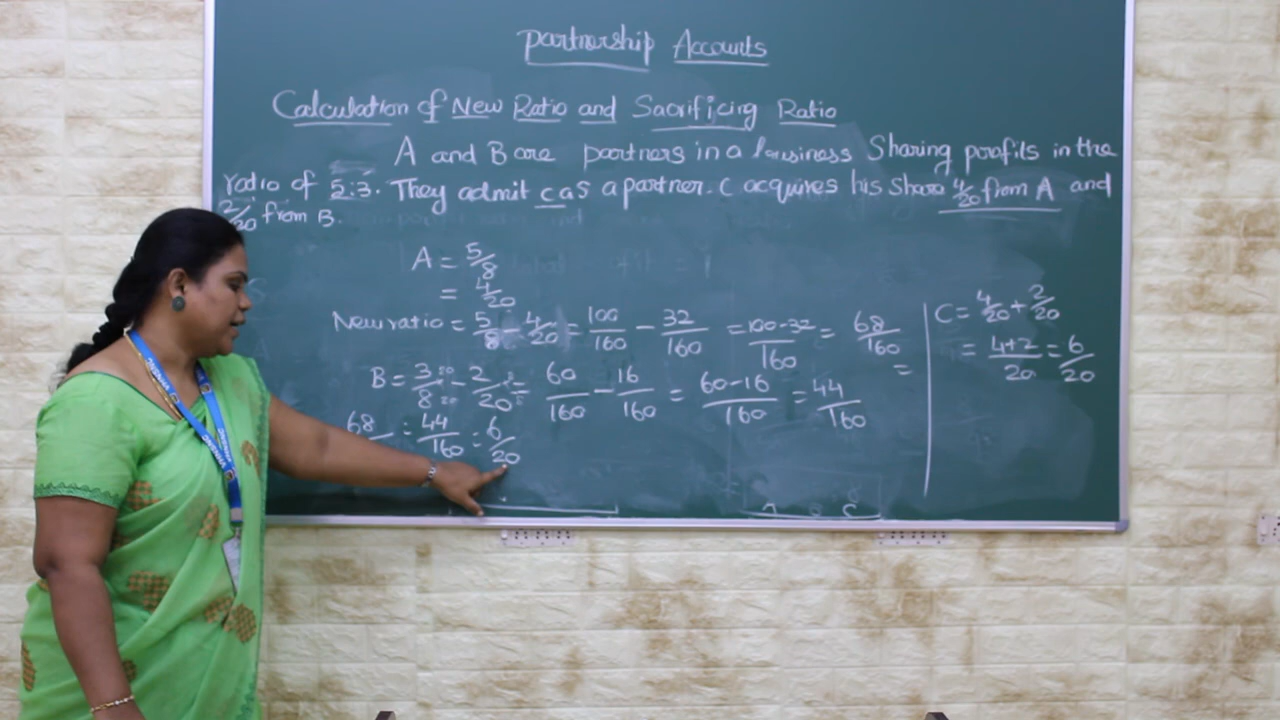 Partnership Accounts
Calculation of New Ratio and Sacrificing Ratio
A and B are partners in a business Sharing profits in the
ratio of 5:3. They admit C as a partner. C acquires his share 4/20 from A and
2/20 from B.
A = 5/8
= 4/20
New ratio = 5/8 - 4/20 = 100/160 - 32/160 = 100-32/160 = 68/160
=
B = 3/8 20/20 - 2/20 = 60/160 - 16/160 = 60-16/160 = 44/160
68 : 44/160 : 6/20
C = 4/20 + 2/20
= 4+2/20 = 6/20